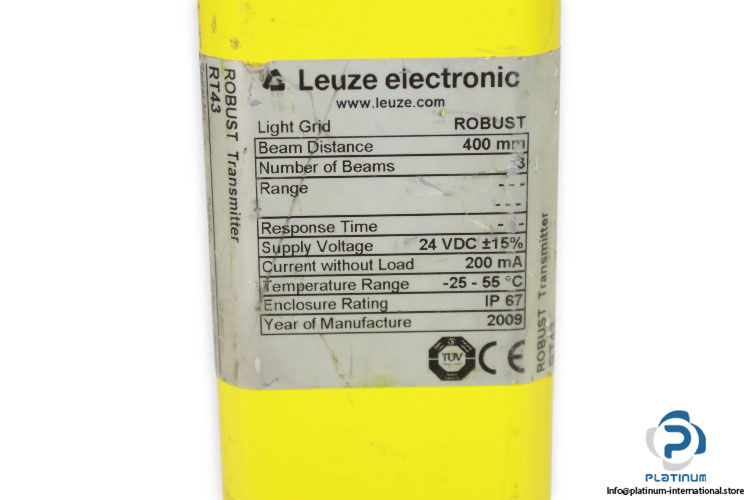 Leuze electronic
www.leuze.com
Light Grid ROBUST
Beam Distance 400 mm
Number of Beams 3
Range - - -
- - -
Response Time - - -
Supply Voltage 24 VDC ±15%
Current without Load 200 mA
Temperature Range -25 - 55 °C
Enclosure Rating IP 67
Year of Manufacture 2009
TÜV
CE
ROBUST Transmitter
RT43
ROBUST Transmitter
RT43
PLATINUM
Info@platinum-international.store